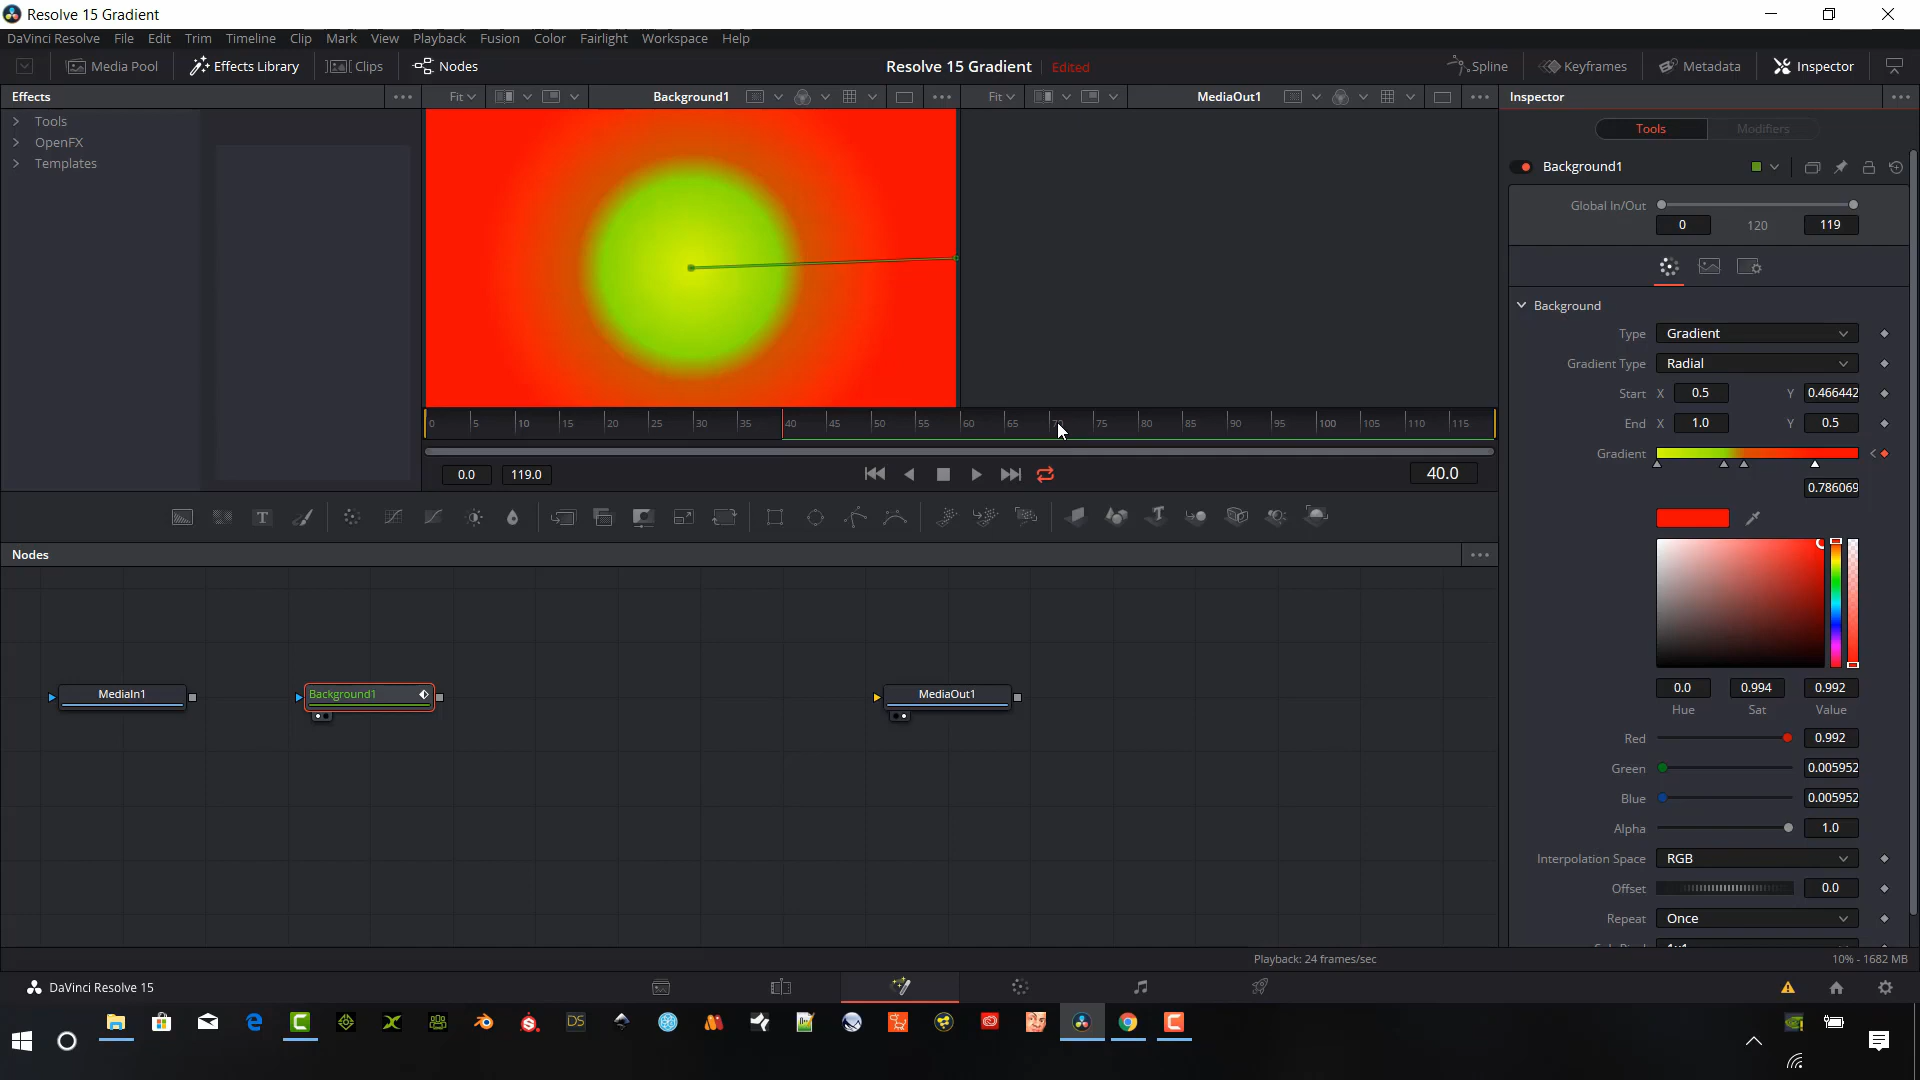 Resolve 15 Gradient
DaVinci Resolve File Edit Trim Timeline Clip Mark View Playback Fusion Color Fairlight Workspace Help
Media Pool Effects Library Clips Nodes Resolve 15 Gradient Edited Spline Keyframes Metadata Inspector
Effects Fit Background1 Fit MediaOut1 Inspector
Tools
OpenFX
Templates
Tools Modifiers
Background1
Global In/Out
0 120 119
Background
Type Gradient
Gradient Type Radial
Start X 0.5 Y 0.466442
End X 1.0 Y 0.5
Gradient
0.786069
0 5 10 15 20 25 30 35 40 45 50 55 60 65 75 80 85 90 95 100 105 110 115
0.0 119.0 40.0
T
Nodes
MediaIn1 Background1 MediaOut1
0.0 0.994 0.992
Hue Sat Value
Red 0.992
Green 0.005952
Blue 0.005952
Alpha 1.0
Interpolation Space RGB
Offset 0.0
Repeat Once
Playback: 24 frames/sec 10% - 1682 MB
DaVinci Resolve 15
DS